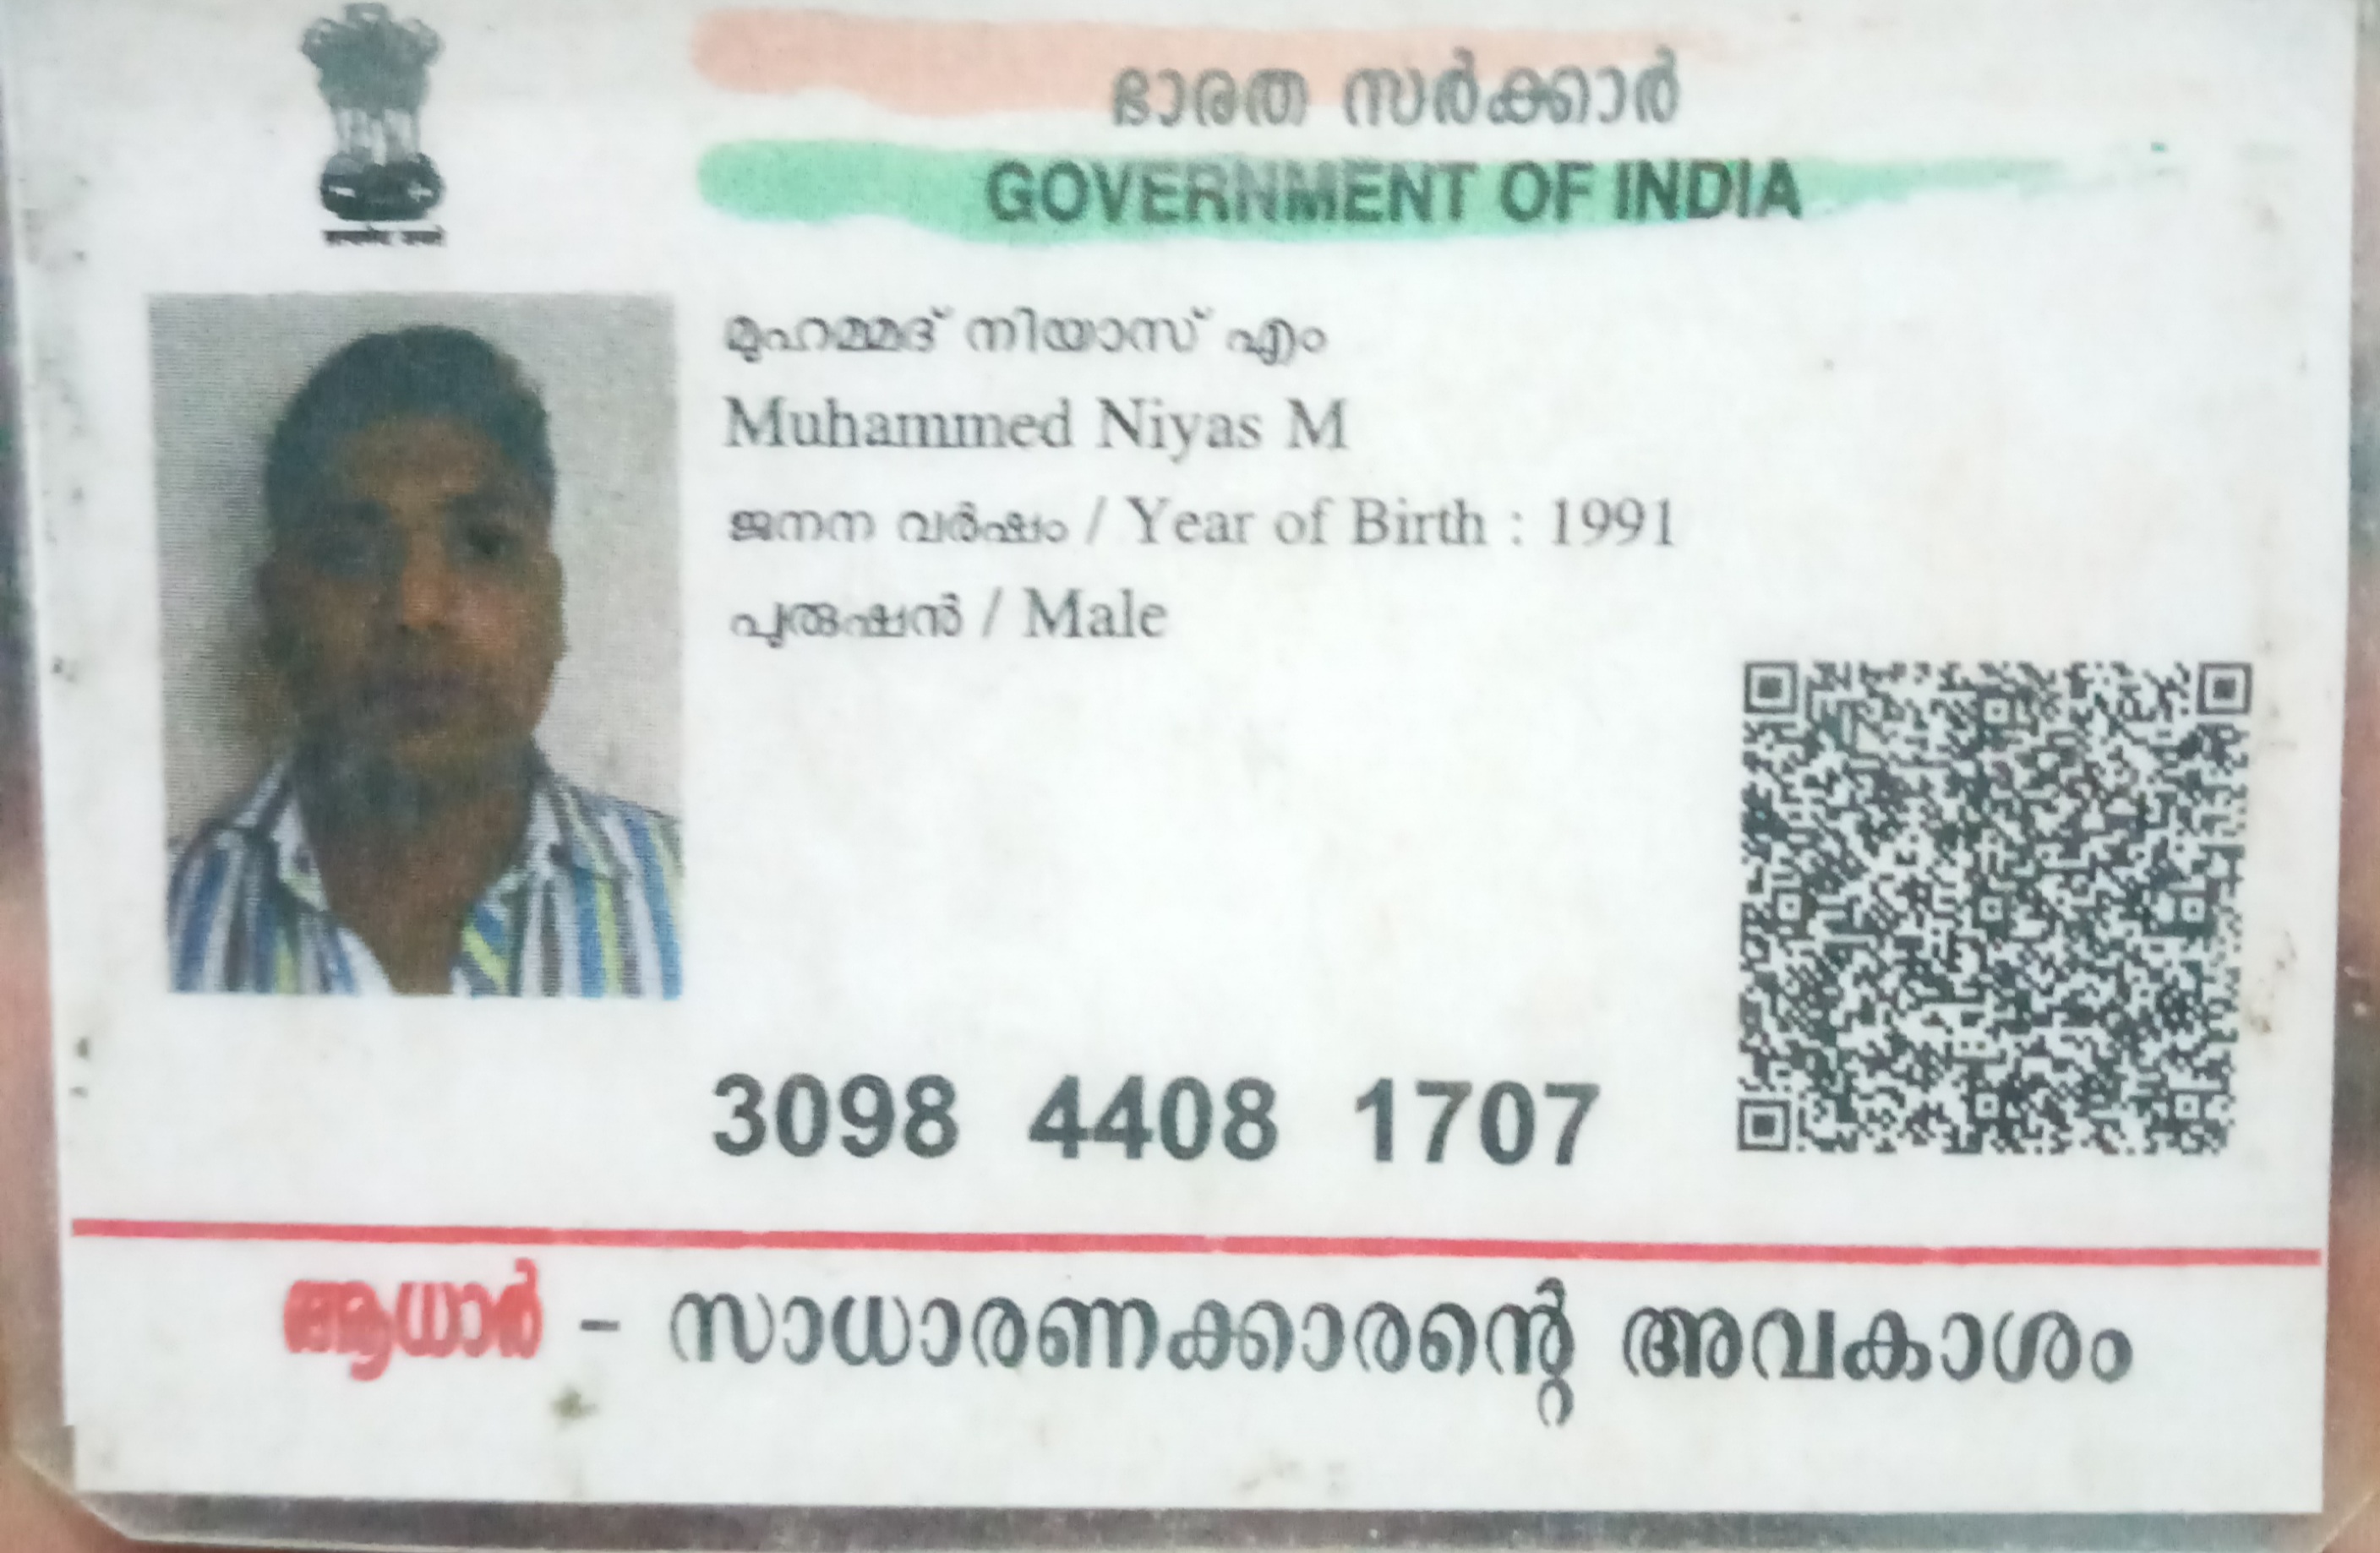 ഭാരത സർക്കാർ
GOVERNMENT OF INDIA
മുഹമ്മദ് നിയാസ് എം
Muhammed Niyas M
ജനന വർഷം / Year of Birth : 1991
പുരുഷൻ / Male
3098 4408 1707
ആധാർ - സാധാരണക്കാരന്റെ അവകാശം